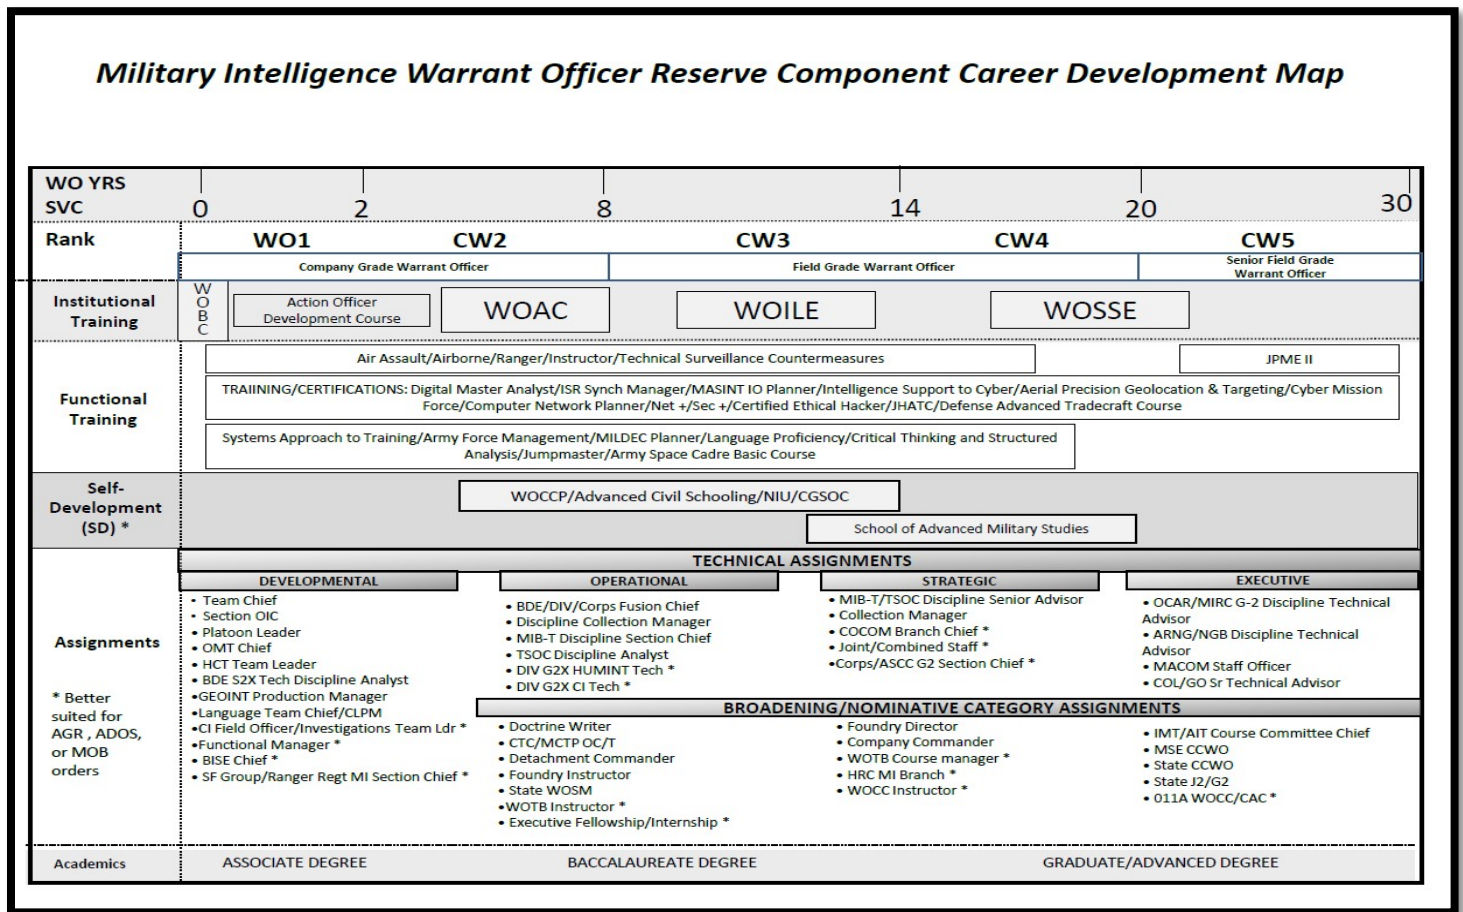 Military Intelligence Warrant Officer Reserve Component Career Development Map
WO YRS
SVC
0 2 8 14 20 30
Rank
WO1 CW2 CW3 CW4 CW5
Company Grade Warrant Officer
Field Grade Warrant Officer
Senior Field Grade
Warrant Officer
Institutional
Training
W
O
B
C
Action Officer
Development Course
WOAC
WOILE
WOSSE
Functional
Training
Air Assault/Airborne/Ranger/Instructor/Technical Surveillance Countermeasures
JPME II
TRAIINING/CERTIFICATIONS: Digital Master Analyst/ISR Synch Manager/MASINT IO Planner/Intelligence Support to Cyber/Aerial Precision Geolocation & Targeting/Cyber Mission
Force/Computer Network Planner/Net +/Sec +/Certified Ethical Hacker/JHATC/Defense Advanced Tradecraft Course
Systems Approach to Training/Army Force Management/MILDEC Planner/Language Proficiency/Critical Thinking and Structured
Analysis/Jumpmaster/Army Space Cadre Basic Course
Self-
Development
(SD) *
WOCCP/Advanced Civil Schooling/NIU/CGSOC
School of Advanced Military Studies
Assignments
* Better
suited for
AGR , ADOS,
or MOB
orders
TECHNICAL ASSIGNMENTS
DEVELOPMENTAL
• Team Chief
• Section OIC
• Platoon Leader
• OMT Chief
• HCT Team Leader
• BDE S2X Tech Discipline Analyst
•GEOINT Production Manager
•Language Team Chief/CLPM
•CI Field Officer/Investigations Team Ldr *
•Functional Manager *
• BISE Chief *
• SF Group/Ranger Regt MI Section Chief *
OPERATIONAL
• BDE/DIV/Corps Fusion Chief
• Discipline Collection Manager
• MIB-T Discipline Section Chief
• TSOC Discipline Analyst
• DIV G2X HUMINT Tech *
• DIV G2X CI Tech *
STRATEGIC
• MIB-T/TSOC Discipline Senior Advisor
• Collection Manager
• COCOM Branch Chief *
• Joint/Combined Staff *
•Corps/ASCC G2 Section Chief *
EXECUTIVE
• OCAR/MIRC G-2 Discipline Technical
Advisor
• ARNG/NGB Discipline Technical
Advisor
• MACOM Staff Officer
• COL/GO Sr Technical Advisor
BROADENING/NOMINATIVE CATEGORY ASSIGNMENTS
• Doctrine Writer
• CTC/MCTP OC/T
• Detachment Commander
• Foundry Instructor
• State WOSM
•WOTB Instructor *
• Executive Fellowship/Internship *
• Foundry Director
• Company Commander
• WOTB Course manager *
• HRC MI Branch *
• WOCC Instructor *
• IMT/AIT Course Committee Chief
• MSE CCWO
• State CCWO
• State J2/G2
• 011A WOCC/CAC *
Academics
ASSOCIATE DEGREE
BACCALAUREATE DEGREE
GRADUATE/ADVANCED DEGREE